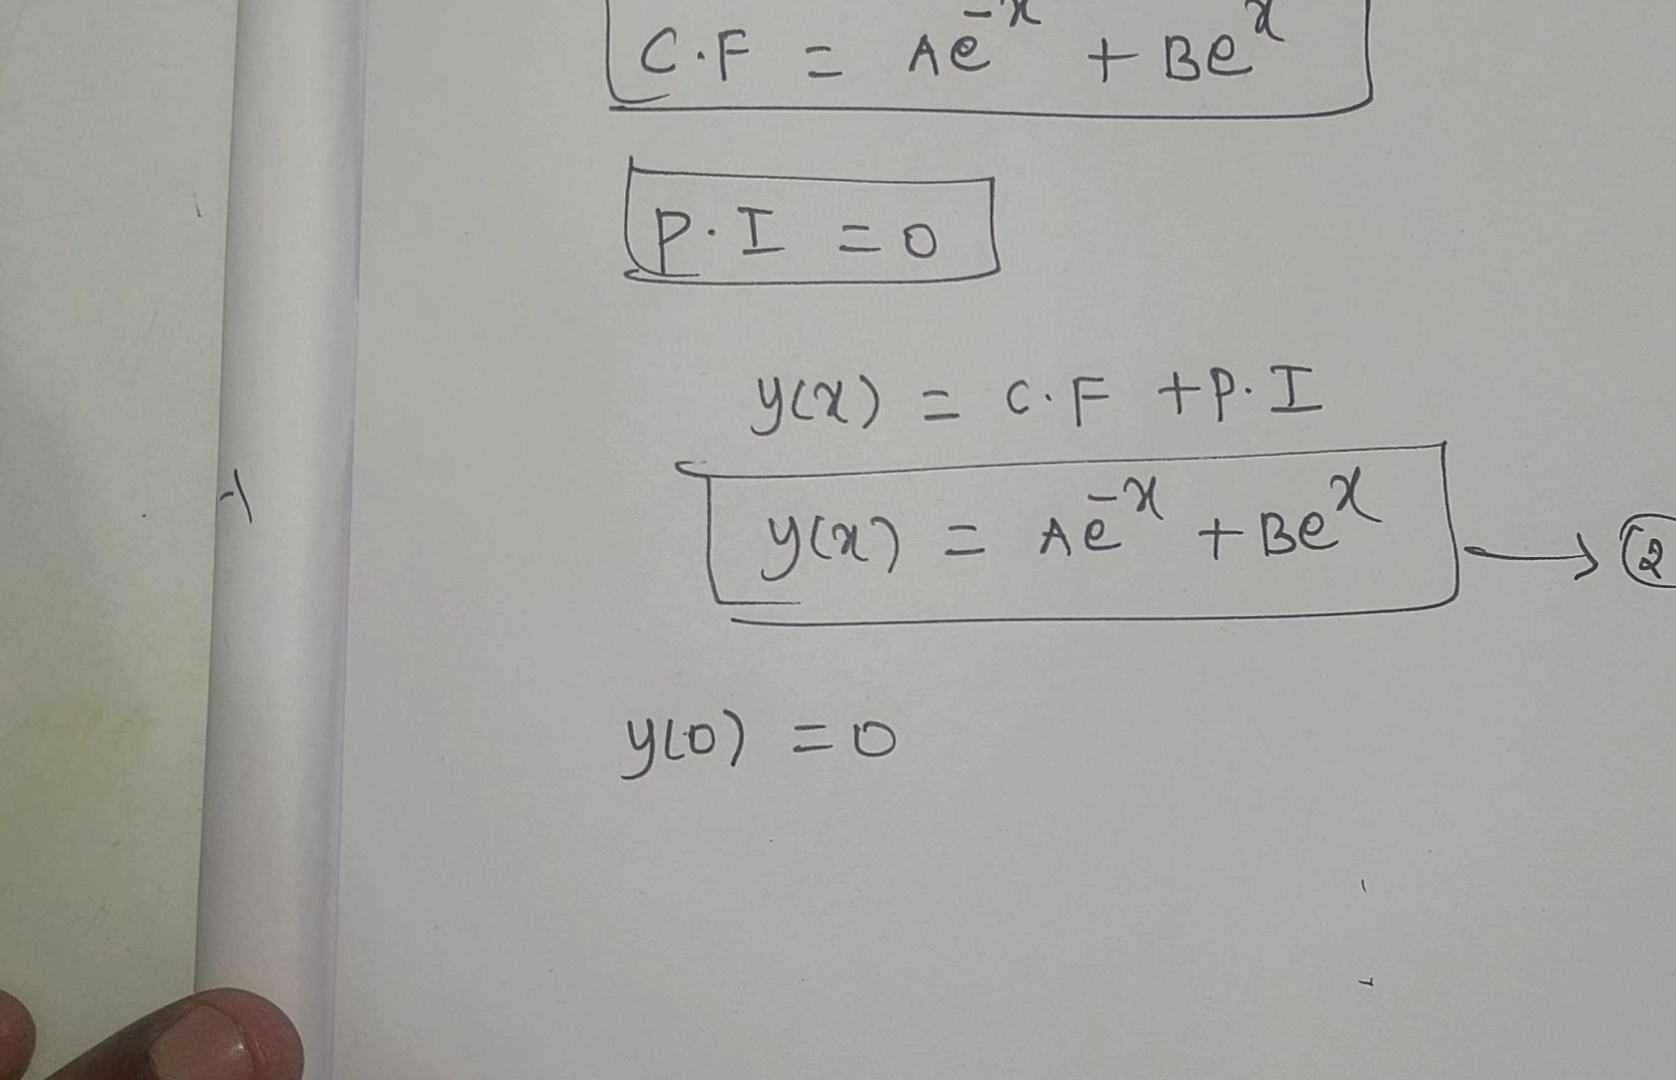 C.F = Ae^-x + Be^x
P.I = 0
y(x) = C.F + P.I
y(x) = Ae^-x + Be^x → ②
y(0) = 0